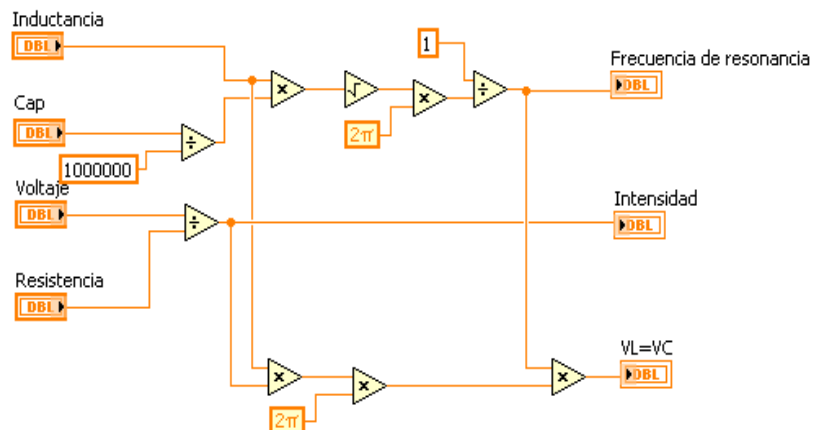 Inductancia
DBL
1
Frecuencia de resonancia
DBL
Cap
DBL
2π
1000000
Voltaje
DBL
Intensidad
DBL
Resistencia
DBL
VL=VC
DBL
2π